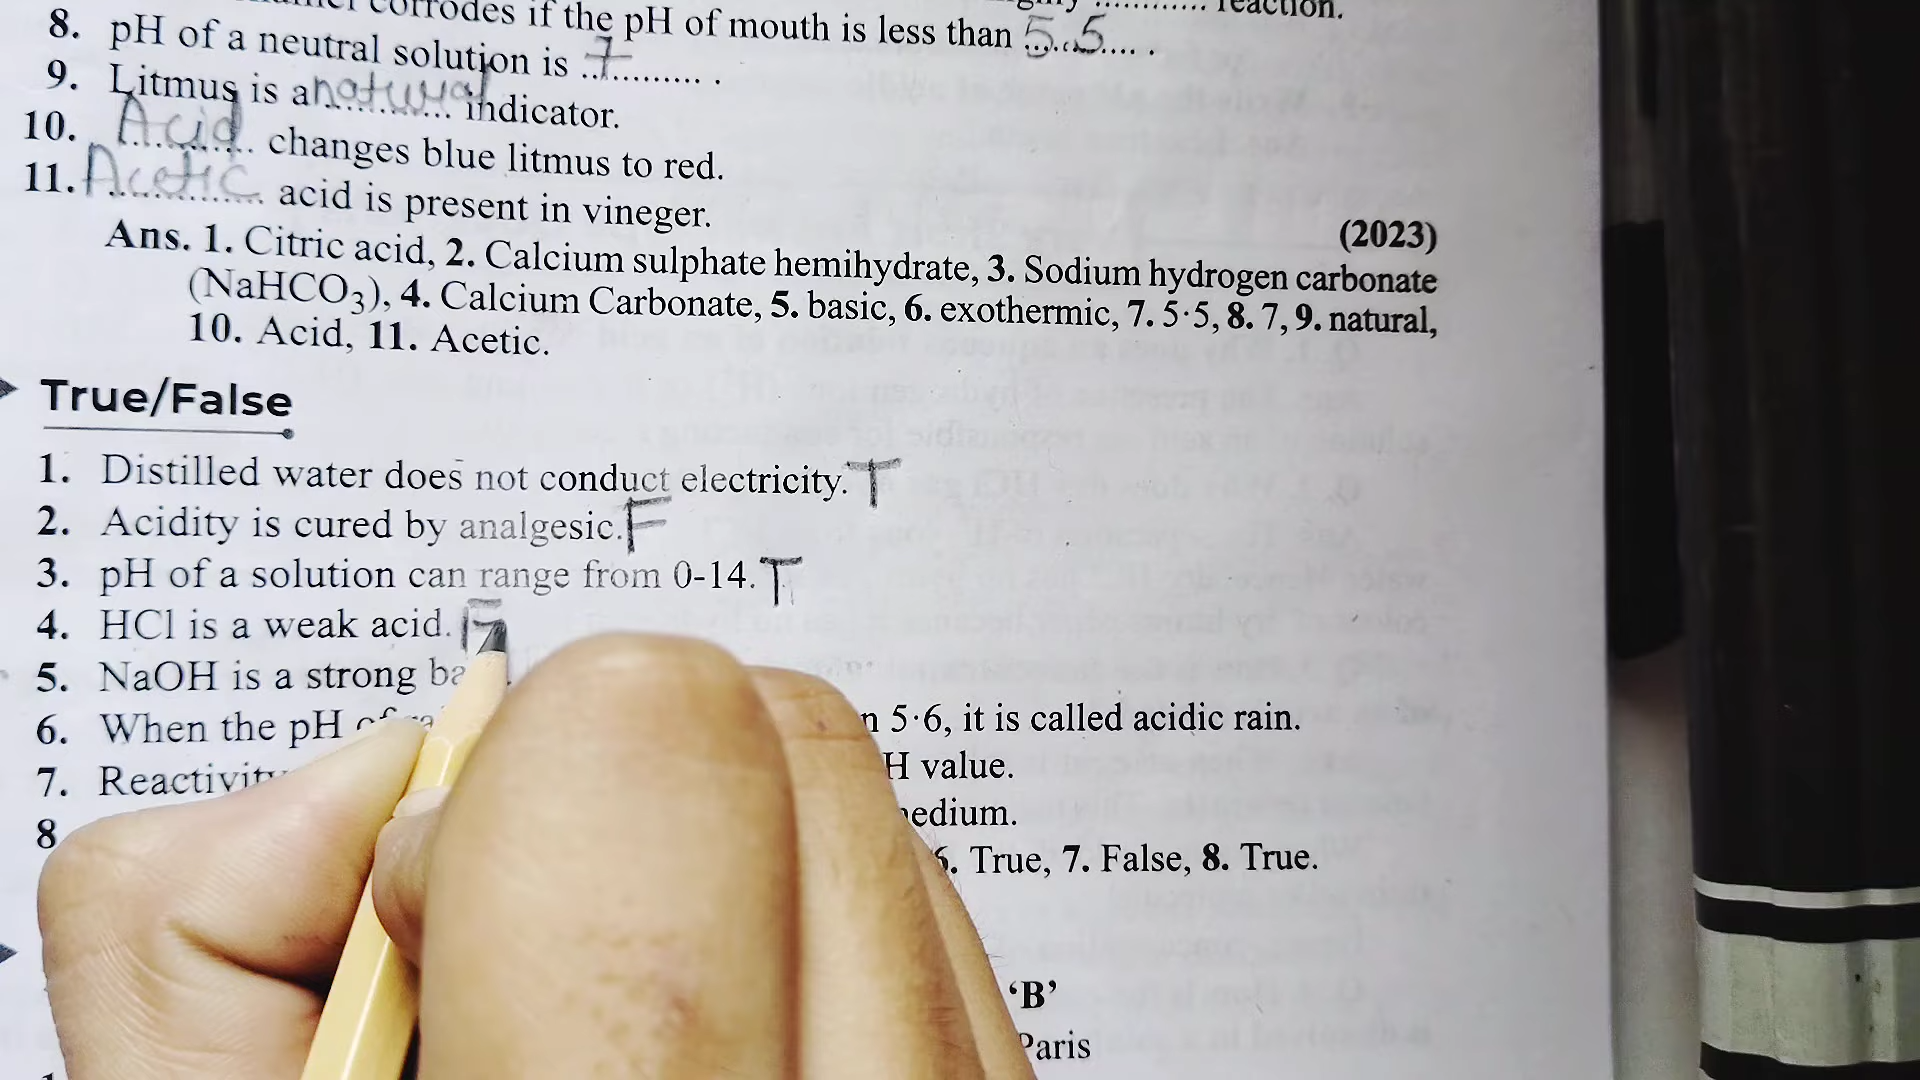 corrodes if the pH of mouth is less than 5.5 .
reaction.
8. pH of a neutral solution is 7 .
9. Litmus is a natural indicator.
10. Acid changes blue litmus to red.
11. Acetic acid is present in vineger.
(2023)
Ans. 1. Citric acid, 2. Calcium sulphate hemihydrate, 3. Sodium hydrogen carbonate
(NaHCO3), 4. Calcium Carbonate, 5. basic, 6. exothermic, 7. 5·5, 8. 7, 9. natural,
10. Acid, 11. Acetic.
True/False
1. Distilled water does not conduct electricity. T
2. Acidity is cured by analgesic. F
3. pH of a solution can range from 0-14. T
4. HCl is a weak acid. F
5. NaOH is a strong
6. When the pH 5·6, it is called acidic rain.
7. Reactivity value.
8
6. True, 7. False, 8. True.
‘B’
Paris